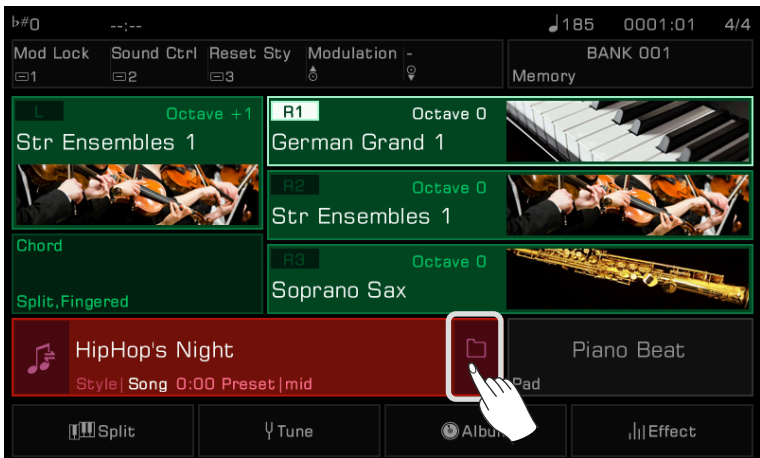 b#0 --:-- 185 0001:01 4/4
Mod Lock Sound Ctrl Reset Sty Modulation -
1 2 3
BANK 001
Memory
L Octave +1
Str Ensembles 1
R1 Octave 0
German Grand 1
R2 Octave 0
Str Ensembles 1
Chord
Split,Fingered
R3 Octave 0
Soprano Sax
HipHop's Night
Style| Song 0:00 Preset|mid
Piano Beat
Pad
Split Tune Effect